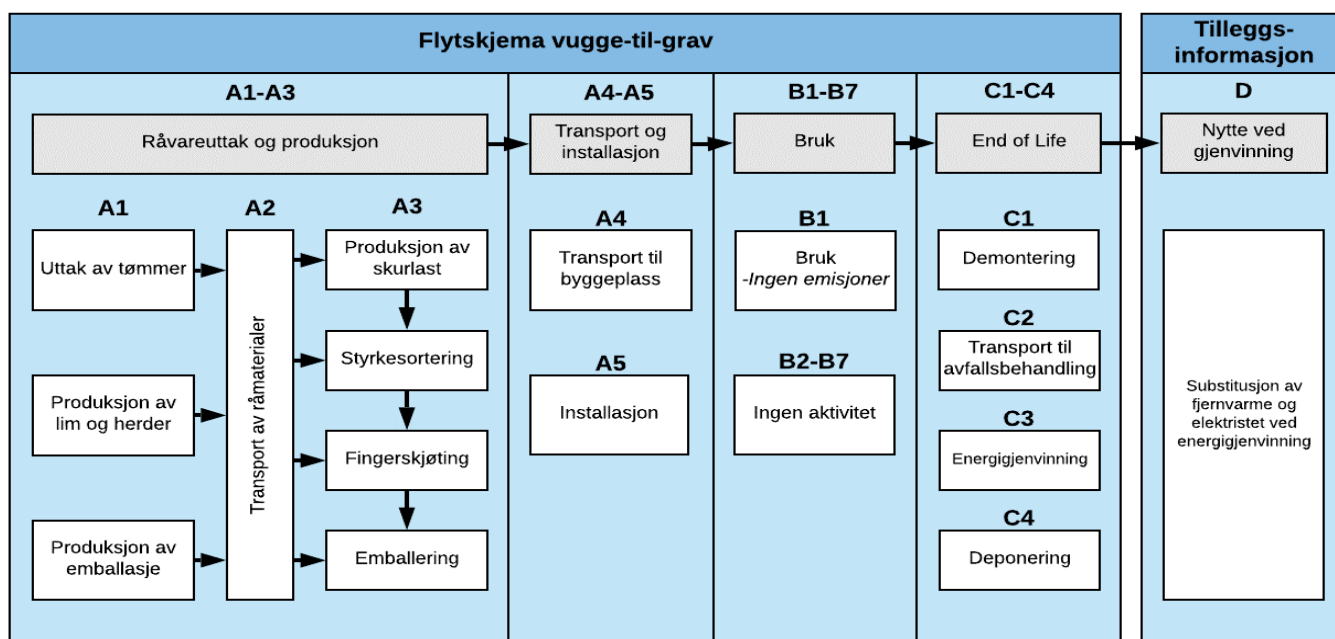 Flytskjema vugge-til-grav
Tilleggs-
informasjon
A1-A3
A4-A5
B1-B7
C1-C4
D
Råvareuttak og produksjon
Transport og
installasjon
Bruk
End of Life
Nytte ved
gjenvinning
A1
A2
A3
Uttak av tømmer
Produksjon av
lim og herder
Produksjon av
emballasje
Transport av råmaterialer
Produksjon av
skurlast
Styrkesortering
Fingerskjøting
Emballering
A4
Transport til
byggeplass
A5
Installasjon
B1
Bruk
-Ingen emisjoner
B2-B7
Ingen aktivitet
C1
Demontering
C2
Transport til
avfallsbehandling
C3
Energigjenvinning
C4
Deponering
Substitusjon av
fjernvarme og
elektristet ved
energigjenvinning